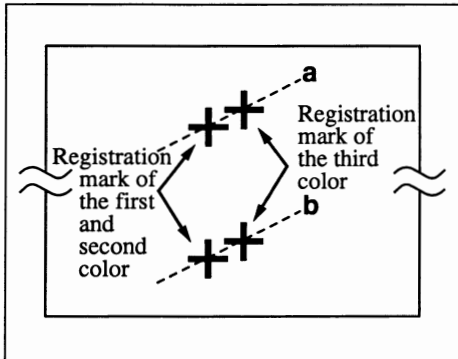 a
Registration
mark of
the third
color
Registration
mark of
the first
and
second
color
b